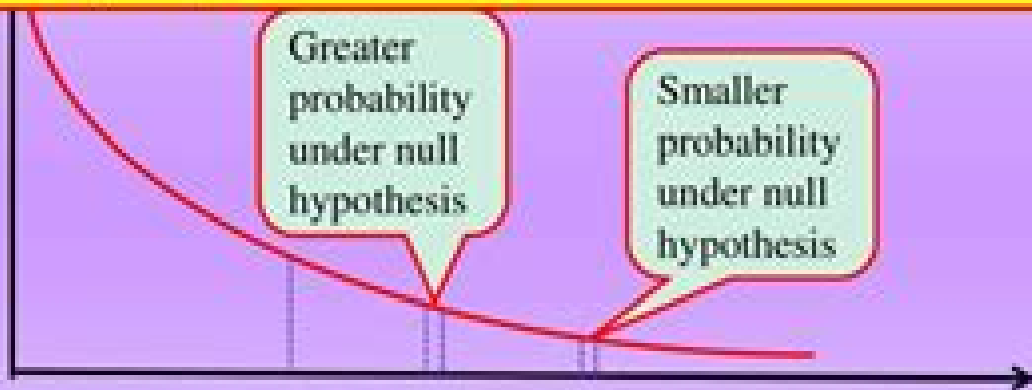 Greater
probability
under null
hypothesis
Smaller
probability
under null
hypothesis